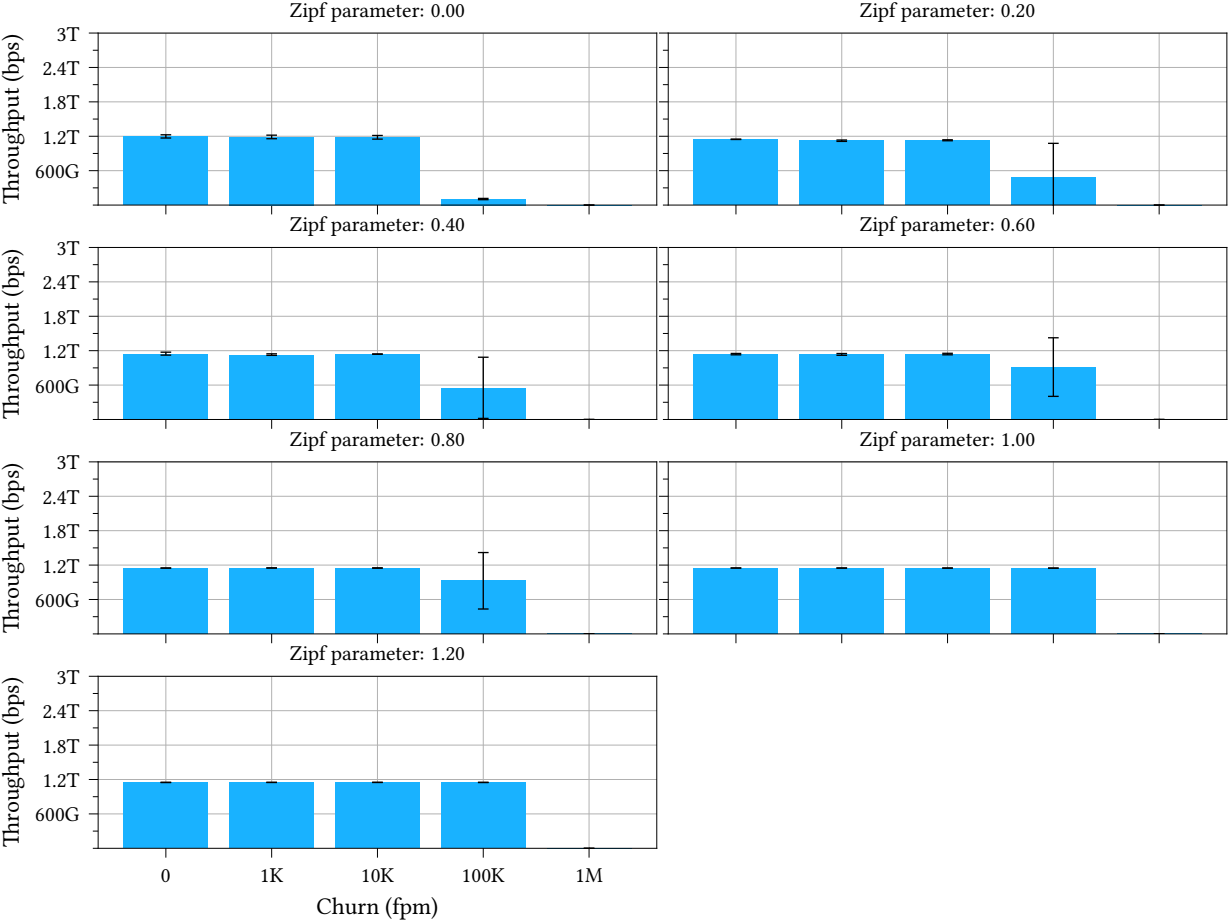 Zipf parameter: 0.00
Zipf parameter: 0.20
Throughput (bps)
3T
2.4T
1.8T
1.2T
600G
Zipf parameter: 0.40
Zipf parameter: 0.60
Throughput (bps)
3T
2.4T
1.8T
1.2T
600G
Zipf parameter: 0.80
Zipf parameter: 1.00
Throughput (bps)
3T
2.4T
1.8T
1.2T
600G
Zipf parameter: 1.20
Throughput (bps)
3T
2.4T
1.8T
1.2T
600G
0 1K 10K 100K 1M
Churn (fpm)